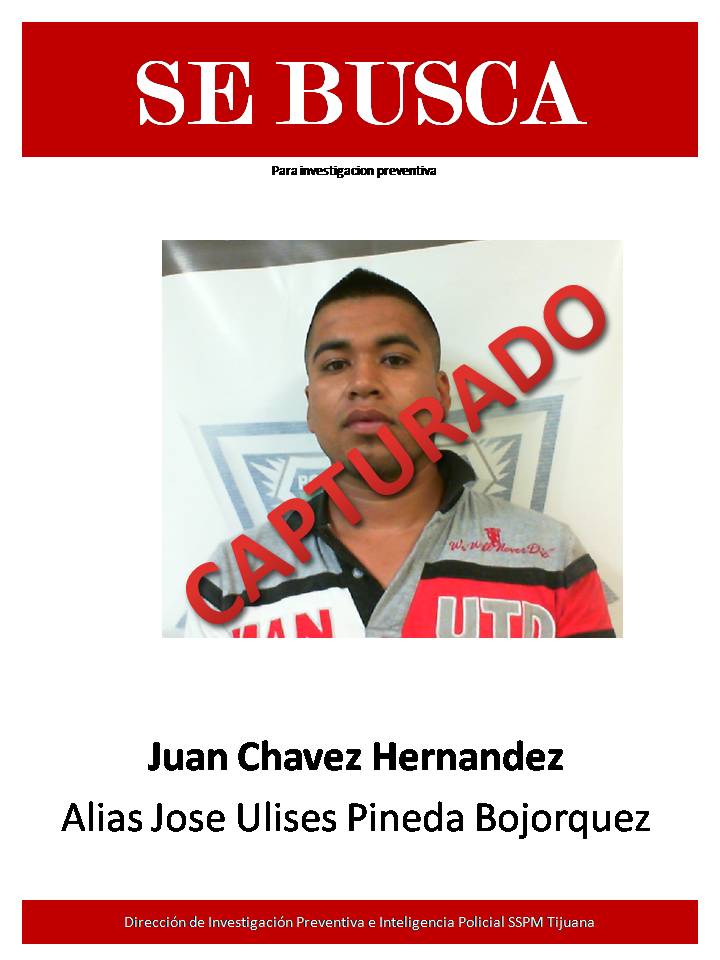 SE BUSCA
Para investigacion preventiva
CAPTURADO
We Will Never Die
MAN
UTD
Juan Chavez Hernandez
Alias Jose Ulises Pineda Bojorquez
Dirección de Investigación Preventiva e Inteligencia Policial SSPM Tijuana